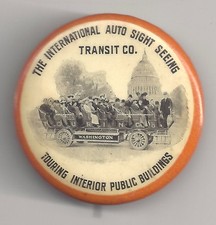 THE INTERNATIONAL AUTO SIGHT SEEING
TRANSIT CO.
WASHINGTON
TOURING INTERIOR PUBLIC BUILDINGS